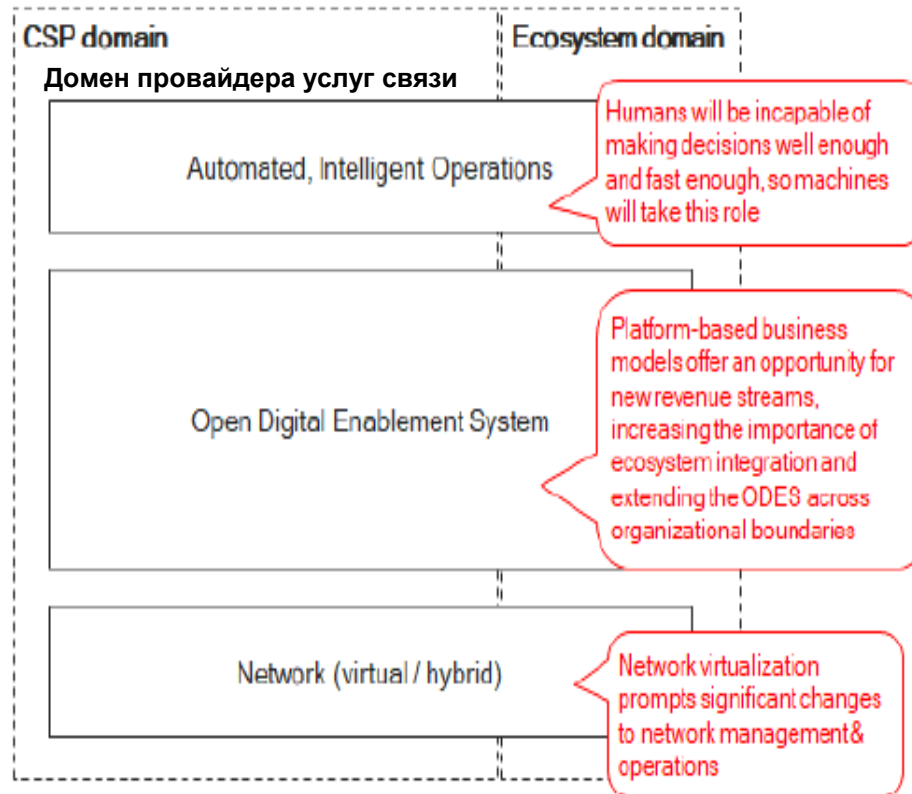 CSP domain
Ecosystem domain
Домен провайдера услуг связи
Automated, Intelligent Operations
Humans will be incapable of
making decisions well enough
and fast enough, so machines
will take this role
Open Digital Enablement System
Platform-based business
models offer an opportunity for
new revenue streams,
increasing the importance of
ecosystem integration and
extending the ODES across
organizational boundaries
Network (virtual / hybrid)
Network virtualization
prompts significant changes
to network management &
operations